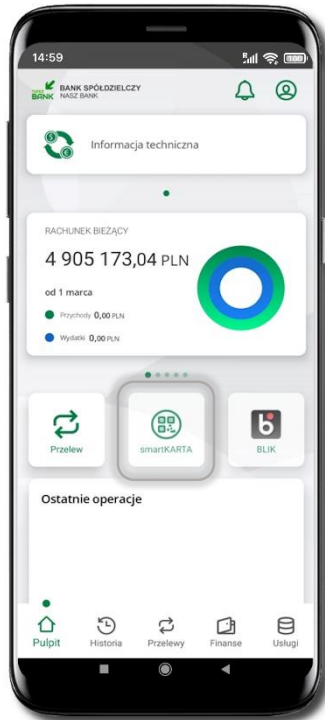 14:59
NASZ
BANK
BANK SPÓŁDZIELCZY
NASZ BANK
Informacja techniczna
RACHUNEK BIEŻĄCY
4 905 173,04 PLN
od 1 marca
Przychody 0,00 PLN
Wydatki 0,00 PLN
Przelew
smartKARTA
BLIK
Ostatnie operacje
Pulpit
Historia
Przelewy
Finanse
Usługi